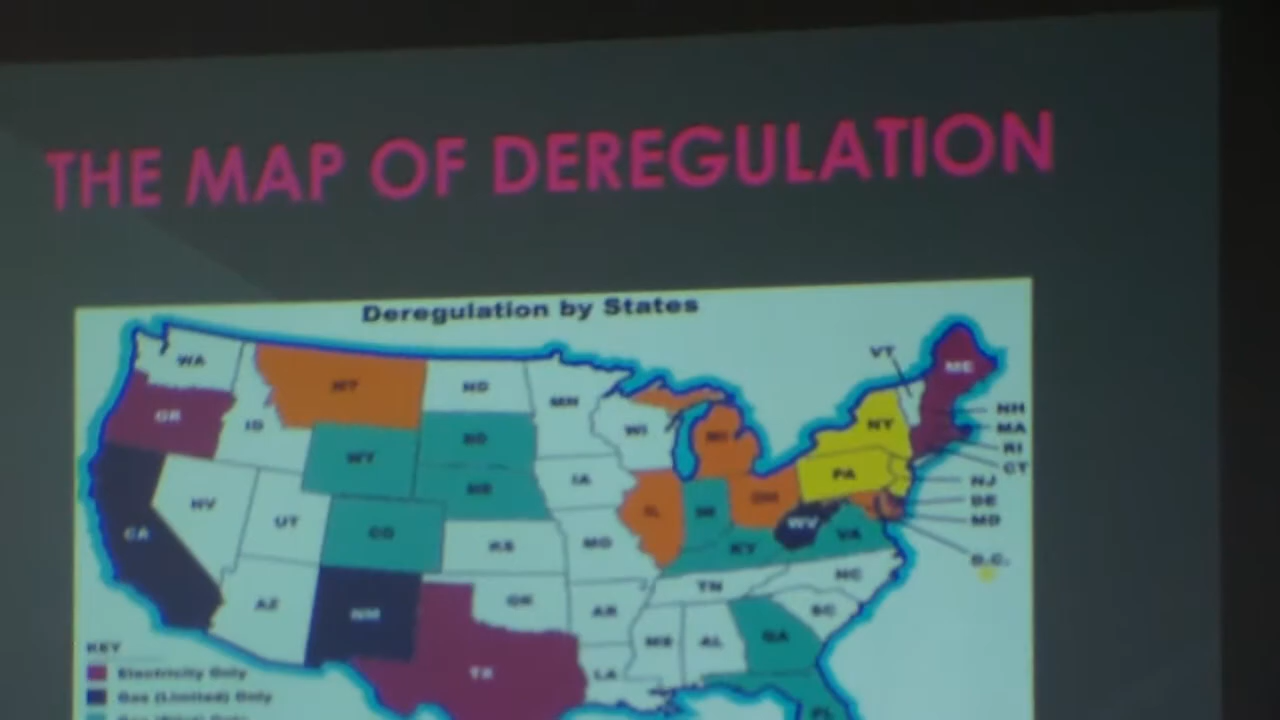 THE MAP OF DEREGULATION
Deregulation by States
WA
MT
ND
MN
VT
ME
OR
ID
SD
WI
MI
NY
NH
MA
RI
CT
WY
NE
IA
PA
NJ
NV
UT
CO
IL
IN
OH
DE
MD
CA
KS
MO
KY
WV
VA
D.C.
AZ
NM
OK
AR
TN
NC
SC
TX
LA
MS
AL
GA
FL
KEY
Electricity Only
Gas (Limited) Only